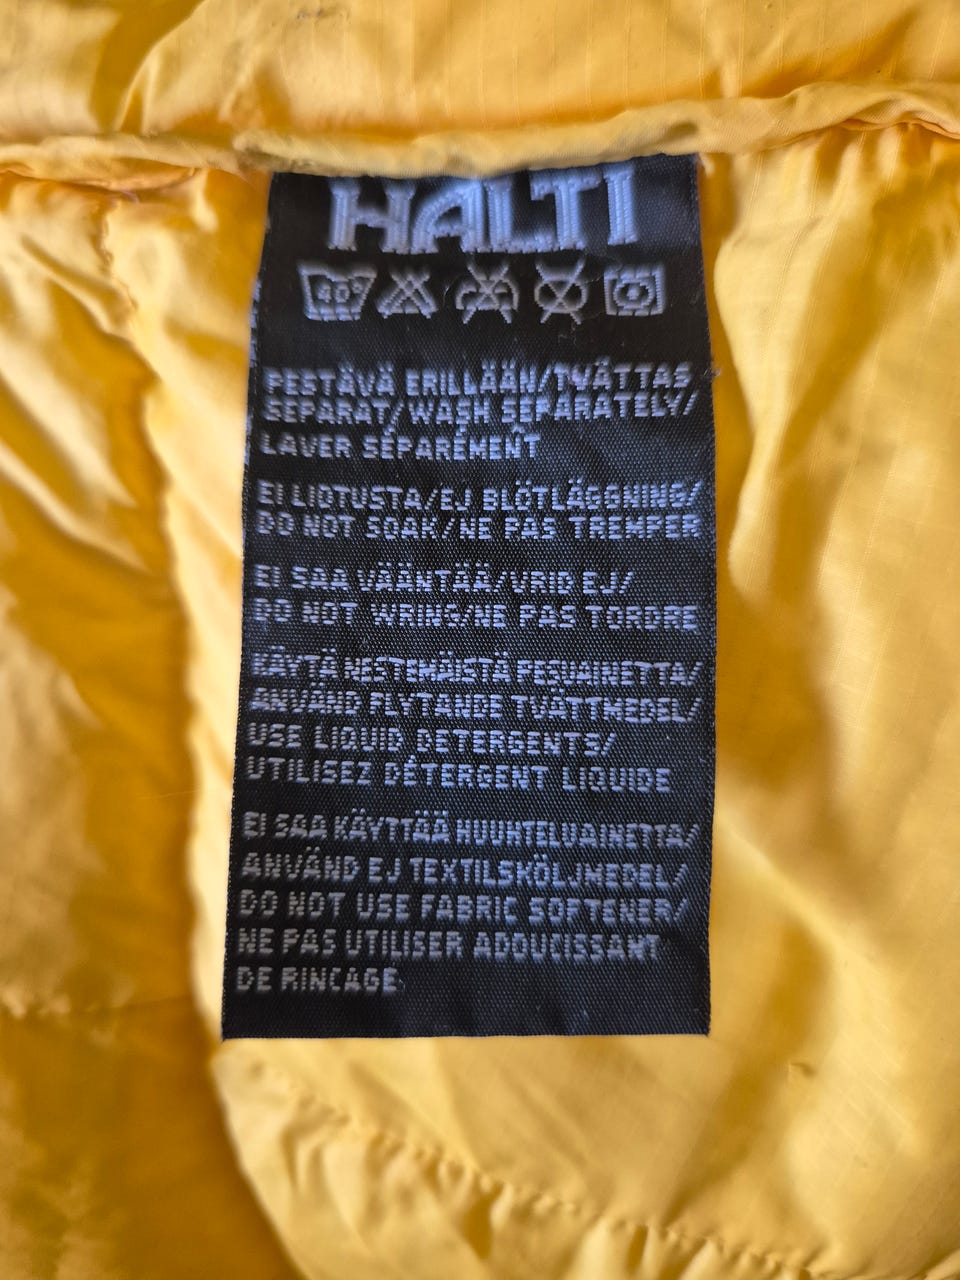 HALTI
40°
PESTÄVÄ ERILLÄÄN/TVÄTTAS
SEPARAT/WASH SEPARATELY/
LAVER SÉPARÉMENT
EI LIOTUSTA/EJ BLÖTLÄGGNING/
DO NOT SOAK/NE PAS TREMPER
EI SAA VÄÄNTÄÄ/VRID EJ/
DO NOT WRING/NE PAS TORDRE
KÄYTÄ NESTEMÄISTÄ PESUAINETTA/
ANVÄND FLYTANDE TVÄTTMEDEL/
USE LIQUID DETERGENTS/
UTILISEZ DÉTERGENT LIQUIDE
EI SAA KÄYTTÄÄ HUUHTELUAINETTA/
ANVÄND EJ TEXTILSKÖLJMEDEL/
DO NOT USE FABRIC SOFTENER/
NE PAS UTILISER ADOUCISSANT
DE RINCAGE